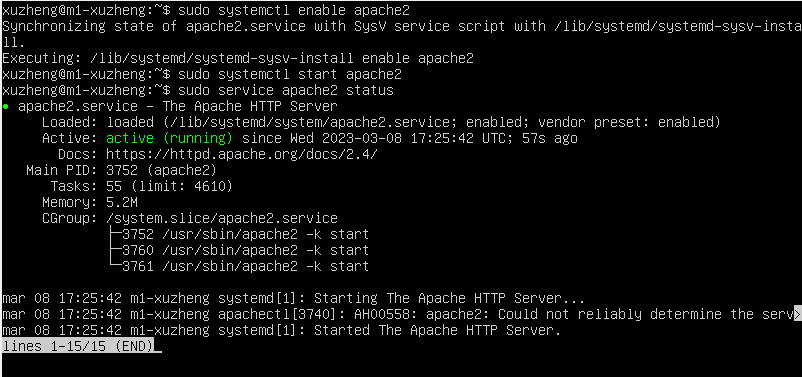 xuzheng@m1-xuzheng:~$ sudo systemctl enable apache2
Synchronizing state of apache2.service with SysV service script with /lib/systemd/systemd-sysv-insta
ll.
Executing: /lib/systemd/systemd-sysv-install enable apache2
xuzheng@m1-xuzheng:~$ sudo systemctl start apache2
xuzheng@m1-xuzheng:~$ sudo service apache2 status
● apache2.service – The Apache HTTP Server
     Loaded: loaded (/lib/systemd/system/apache2.service; enabled; vendor preset: enabled)
     Active: active (running) since Wed 2023-03-08 17:25:42 UTC; 57s ago
       Docs: https://httpd.apache.org/docs/2.4/
   Main PID: 3752 (apache2)
      Tasks: 55 (limit: 4610)
     Memory: 5.2M
     CGroup: /system.slice/apache2.service
             ├─3752 /usr/sbin/apache2 -k start
             ├─3760 /usr/sbin/apache2 -k start
             └─3761 /usr/sbin/apache2 -k start
mar 08 17:25:42 m1-xuzheng systemd[1]: Starting The Apache HTTP Server...
mar 08 17:25:42 m1-xuzheng apachectl[3740]: AH00558: apache2: Could not reliably determine the serv>
mar 08 17:25:42 m1-xuzheng systemd[1]: Started The Apache HTTP Server.
lines 1-15/15 (END)